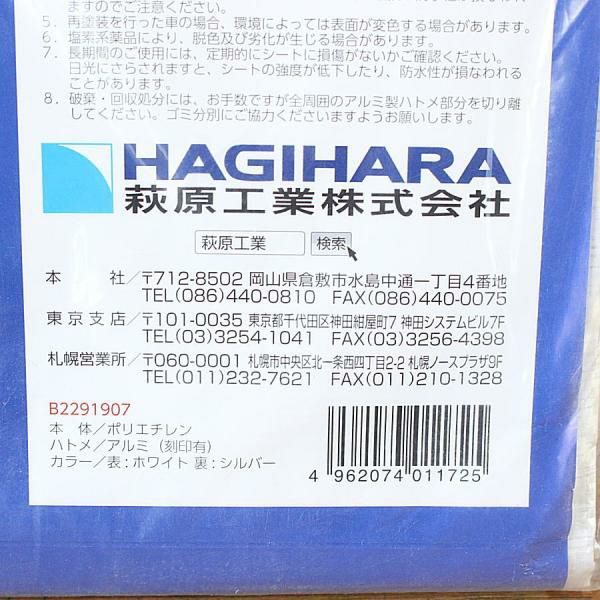 ますのでご注意ください。
5. 再塗装を行った車の場合、環境によっては表面が変色する場合があります。
6. 塩素系薬品により、脱色及び劣化が生じる場合があります。
7. 長期間のご使用には、定期的にシートに損傷がないかご確認ください。
日光にさらされますと、シートの強度が低下したり、防水性が損なわれる
ことがあります。
8. 破棄・回収処分には、お手数ですが全周囲のアルミ製ハトメ部分を切り離
してください。ゴミ分別にご協力くださいますようお願いします。
HAGIHARA
萩原工業株式会社
萩原工業 検索
本 社/〒712-8502 岡山県倉敷市水島中通一丁目4番地
TEL(086)440-0810 FAX(086)440-0075
東京支店/〒101-0035 東京都千代田区神田紺屋町7 神田システムビル7F
TEL(03)3254-1041 FAX(03)3256-4398
札幌営業所/〒060-0001 札幌市中央区北一条西四丁目2-2 札幌ノースプラザ9F
TEL(011)232-7621 FAX(011)210-1328
B2291907
本 体/ポリエチレン
ハトメ/アルミ（刻印有）
カラー/表:ホワイト 裏:シルバー
4 962074 011725